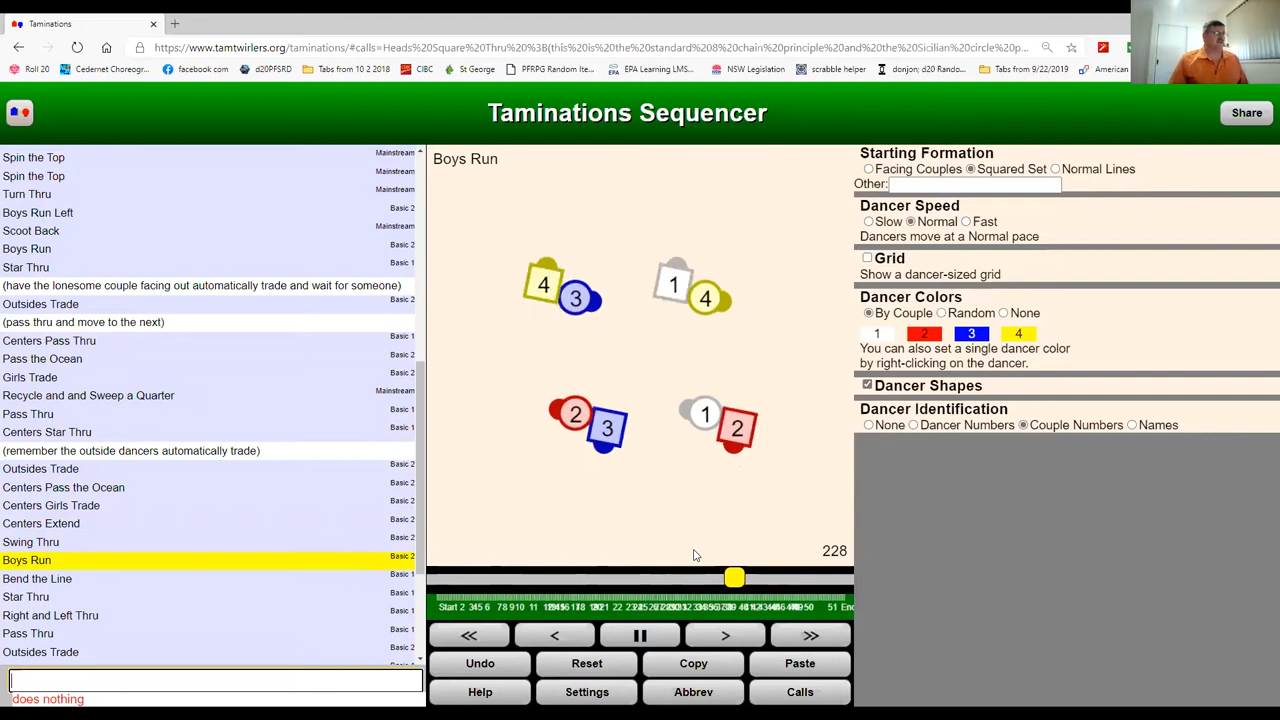 Taminations
https://www.tamtwirlers.org/taminations/#calls=Heads%20Square%20Thru%20%3B(this%20is%20the%20standard%208%20chain%20principle%20and%20the%20Sicilian%20circle%20p...
Roll 20 Cedernet Choreogr... facebook com d20PFSRD Tabs from 10 2 2018 CIBC St George PFRPG Random Ite... EPA Learning LMS... NSW Legislation scrabble helper donjon; d20 Rando... Tabs from 9/22/2019 American
Taminations Sequencer
Share
Spin the Top Mainstream
Spin the Top Mainstream
Turn Thru Mainstream
Boys Run Left Basic 2
Scoot Back Mainstream
Boys Run Basic 2
Star Thru Basic 1
(have the lonesome couple facing out automatically trade and wait for someone)
Outsides Trade Basic 2
(pass thru and move to the next)
Centers Pass Thru Basic 1
Pass the Ocean Basic 2
Girls Trade Basic 2
Recycle and and Sweep a Quarter Mainstream
Pass Thru Basic 1
Centers Star Thru Basic 1
(remember the outside dancers automatically trade)
Outsides Trade Basic 2
Centers Pass the Ocean Basic 2
Centers Girls Trade Basic 2
Centers Extend Basic 2
Swing Thru Basic 2
Boys Run Basic 2
Bend the Line Basic 1
Star Thru Basic 1
Right and Left Thru Basic 1
Pass Thru Basic 1
Outsides Trade Basic 2
does nothing
Boys Run
4 3 1 4
2 3 1 2
228
Undo Reset Copy Paste
Help Settings Abbrev Calls
<< < > >>
Starting Formation
Facing Couples Squared Set Normal Lines
Other:
Dancer Speed
Slow Normal Fast
Dancers move at a Normal pace
Grid
Show a dancer-sized grid
Dancer Colors
By Couple Random None
1 2 3 4
You can also set a single dancer color
by right-clicking on the dancer.
Dancer Shapes
Dancer Identification
None Dancer Numbers Couple Numbers Names